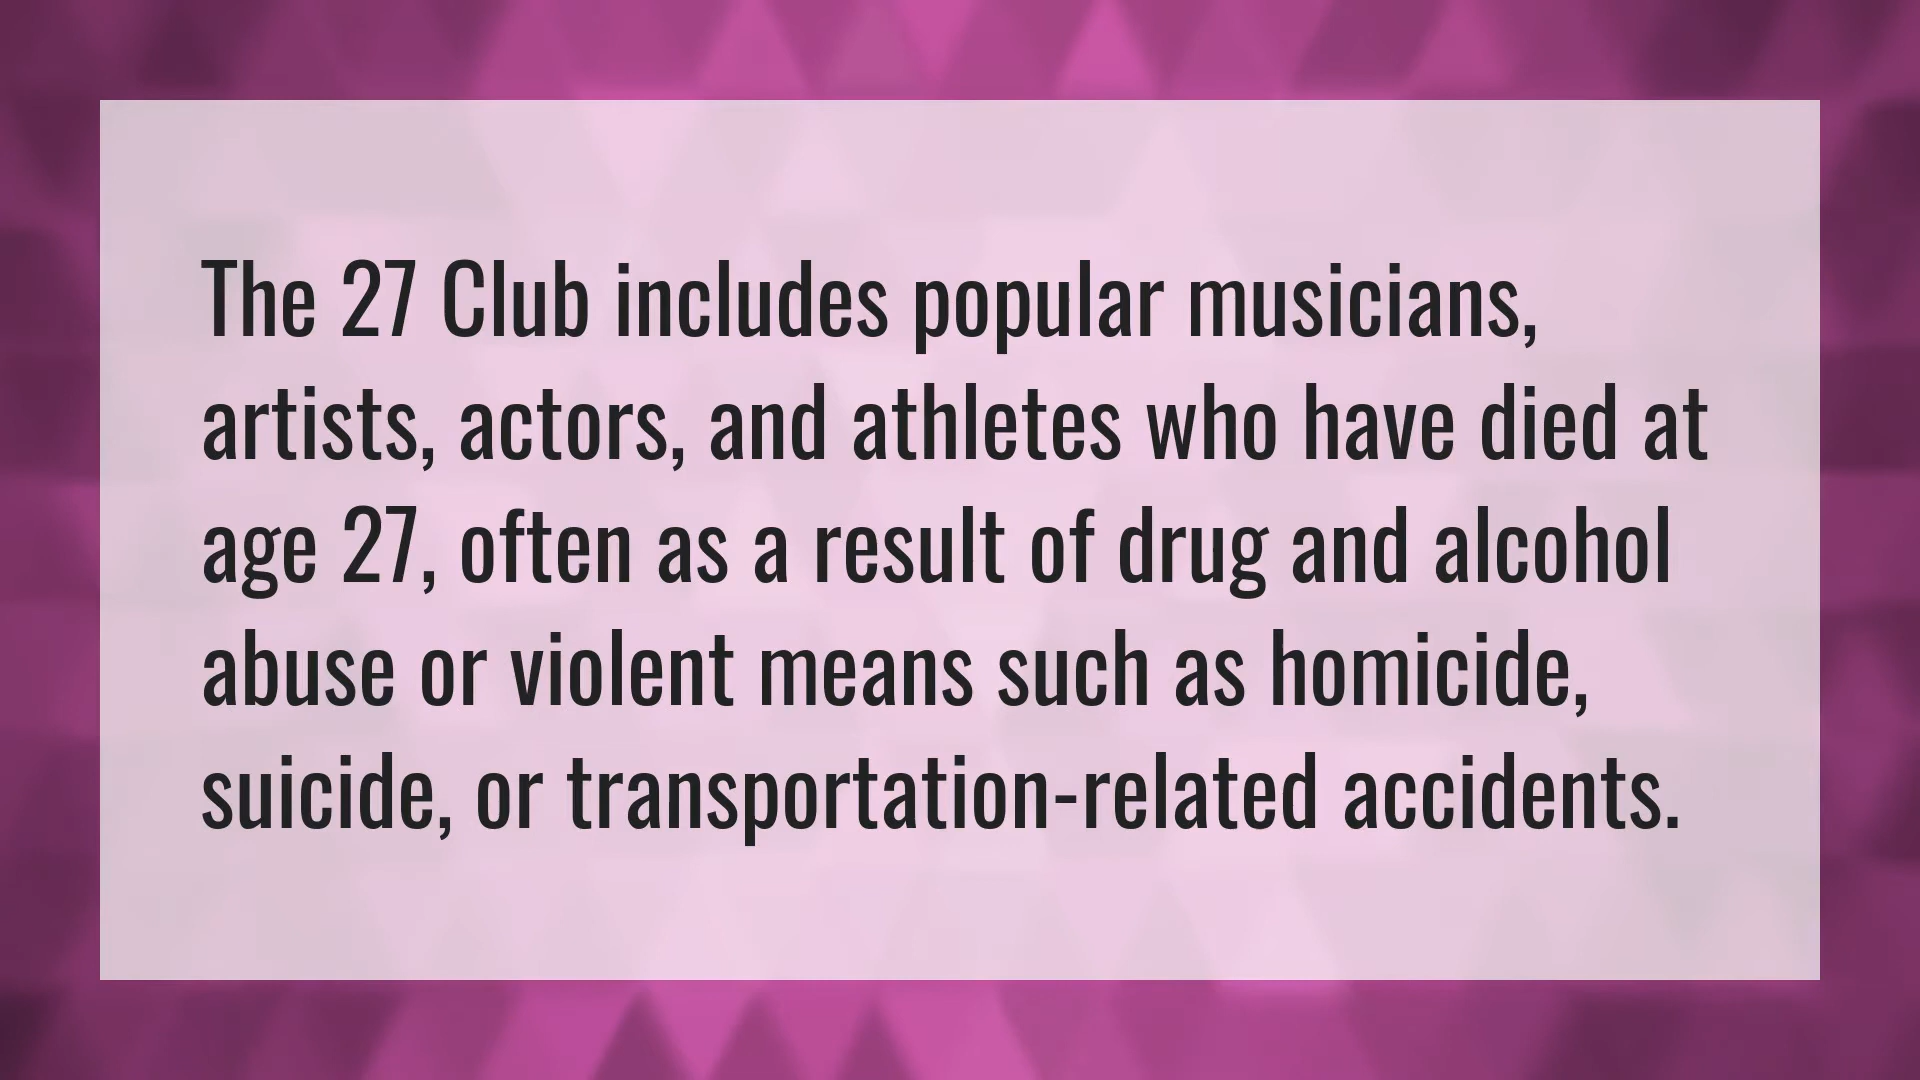 The 27 Club includes popular musicians,
artists, actors, and athletes who have died at
age 27, often as a result of drug and alcohol
abuse or violent means such as homicide,
suicide, or transportation-related accidents.